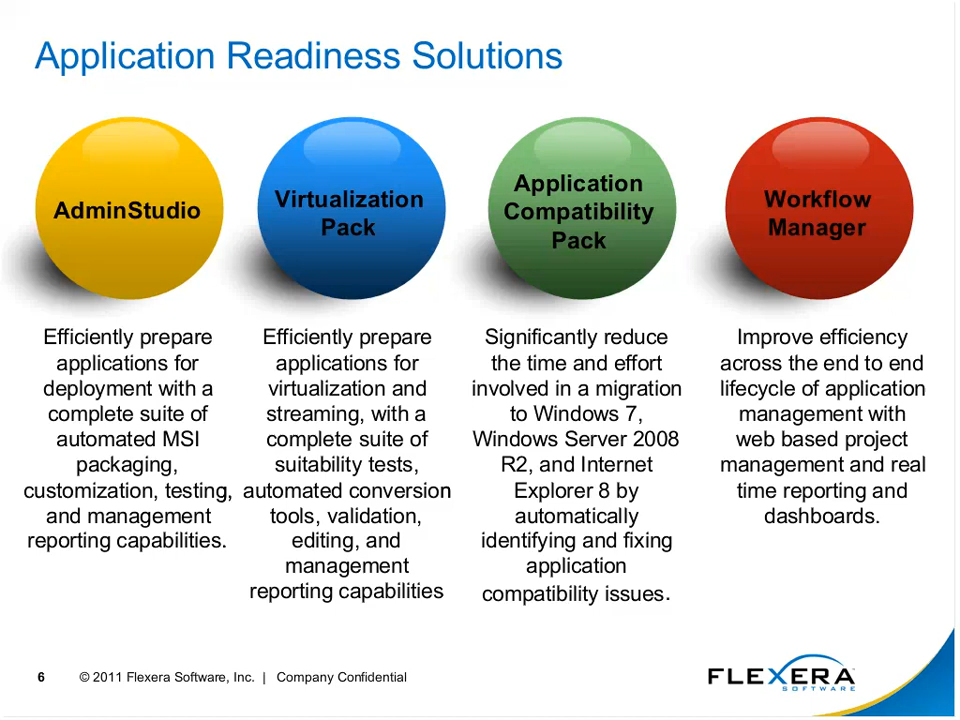 Application Readiness Solutions
AdminStudio
Efficiently prepare
applications for
deployment with a
complete suite of
automated MSI
packaging,
customization, testing,
and management
reporting capabilities.
Virtualization
Pack
Efficiently prepare
applications for
virtualization and
streaming, with a
complete suite of
suitability tests,
automated conversion
tools, validation,
editing, and
management
reporting capabilities
Application
Compatibility
Pack
Significantly reduce
the time and effort
involved in a migration
to Windows 7,
Windows Server 2008
R2, and Internet
Explorer 8 by
automatically
identifying and fixing
application
compatibility issues.
Workflow
Manager
Improve efficiency
across the end to end
lifecycle of application
management with
web based project
management and real
time reporting and
dashboards.
6 © 2011 Flexera Software, Inc. | Company Confidential
FLEXERA
SOFTWARE